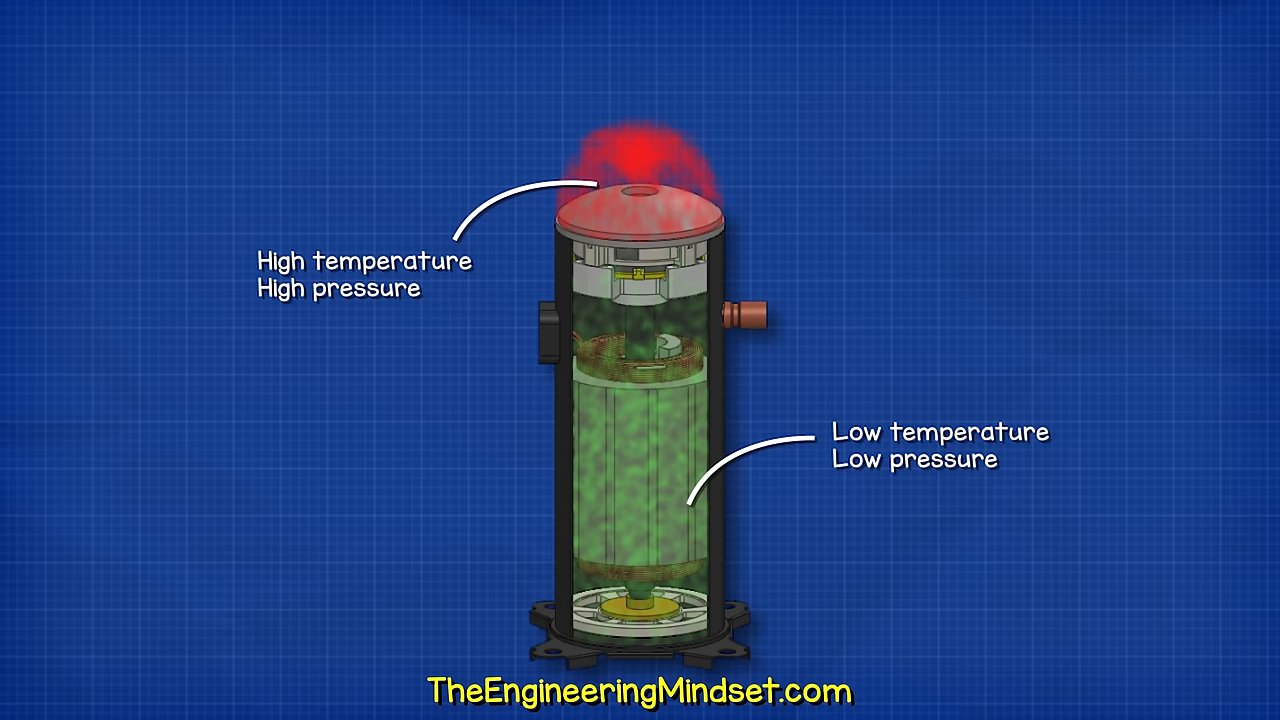 High temperature
High pressure
Low temperature
Low pressure
TheEngineeringMindset.com